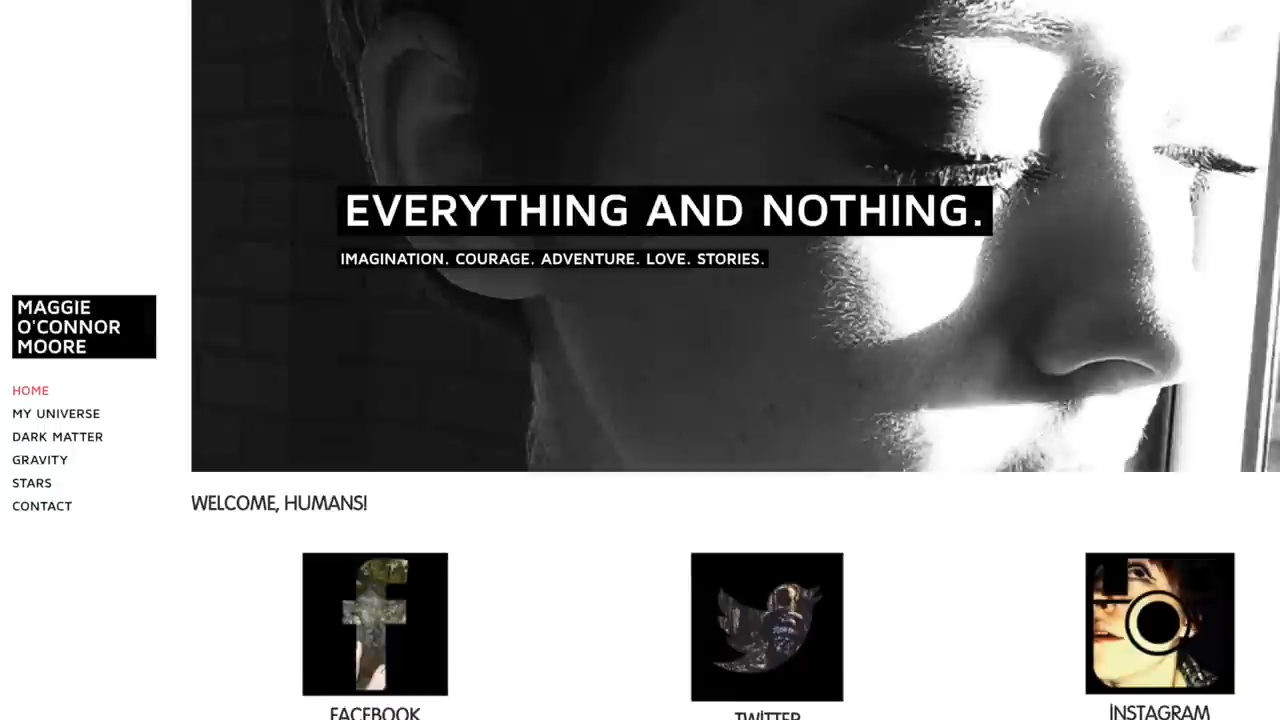 EVERYTHING AND NOTHING.
IMAGINATION. COURAGE. ADVENTURE. LOVE. STORIES.
MAGGIE
O'CONNOR
MOORE
HOME
MY UNIVERSE
DARK MATTER
GRAVITY
STARS
CONTACT
WELCOME, HUMANS!
FACEBOOK
TWITTER
INSTAGRAM